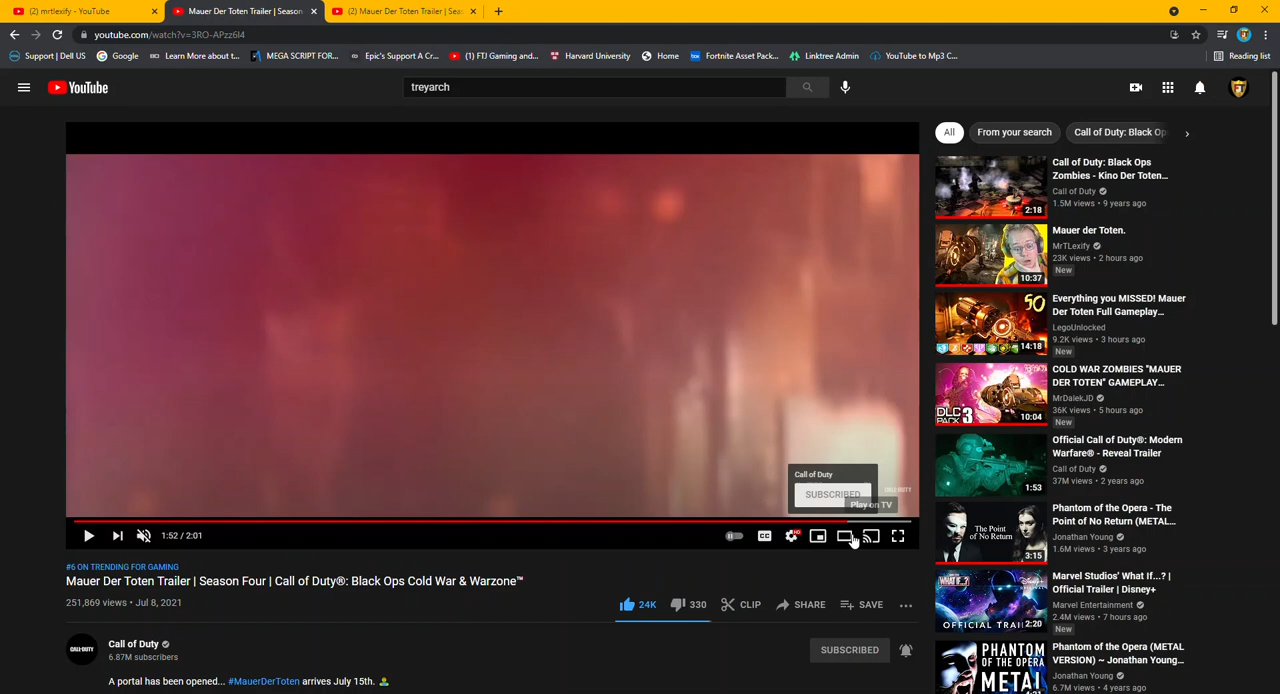 (2) mrtlexify - YouTube
Mauer Der Toten Trailer | Season
(2) Mauer Der Toten Trailer | Seas
youtube.com/watch?v=3RO-APzz6I4
Support | Dell US
Google
Learn More about t...
MEGA SCRIPT FOR...
Epic's Support A Cr...
(1) FTJ Gaming and...
Harvard University
Home
Fortnite Asset Pack...
Linktree Admin
YouTube to Mp3 C...
Reading list
YouTube
treyarch
All
From your search
Call of Duty: Black Op
Call of Duty: Black Ops
Zombies - Kino Der Toten...
Call of Duty
1.5M views • 9 years ago
2:18
Mauer der Toten.
MrTLexify
23K views • 2 hours ago
New
10:37
Everything you MISSED! Mauer
Der Toten Full Gameplay...
LegoUnlocked
9.2K views • 3 hours ago
New
50
14:18
COLD WAR ZOMBIES "MAUER
DER TOTEN" GAMEPLAY...
MrDalekJD
36K views • 5 hours ago
New
DLC
PACK 3
10:04
Official Call of Duty®: Modern
Warfare® - Reveal Trailer
Call of Duty
37M views • 2 years ago
1:53
Phantom of the Opera - The
Point of No Return (METAL...
Jonathan Young
1.6M views • 3 years ago
The Point
of No Return
3:15
Marvel Studios' What If...? |
Official Trailer | Disney+
Marvel Entertainment
2.4M views • 7 hours ago
New
WHAT IF...?
OFFICIAL TRAI
2:20
Phantom of the Opera (METAL
VERSION) ~ Jonathan Young...
Jonathan Young
6.7M views • 4 years ago
PHANTOM
OF THE OPERA
METAL
Call of Duty
SUBSCRIBED
CALL·DUTY
Play on TV
1:52 / 2:01
CC
HD
#6 ON TRENDING FOR GAMING
Mauer Der Toten Trailer | Season Four | Call of Duty®: Black Ops Cold War & Warzone™
251,869 views • Jul 8, 2021
24K
330
CLIP
SHARE
SAVE
CALL·DUTY
Call of Duty
6.87M subscribers
SUBSCRIBED
A portal has been opened... #MauerDerToten arrives July 15th.